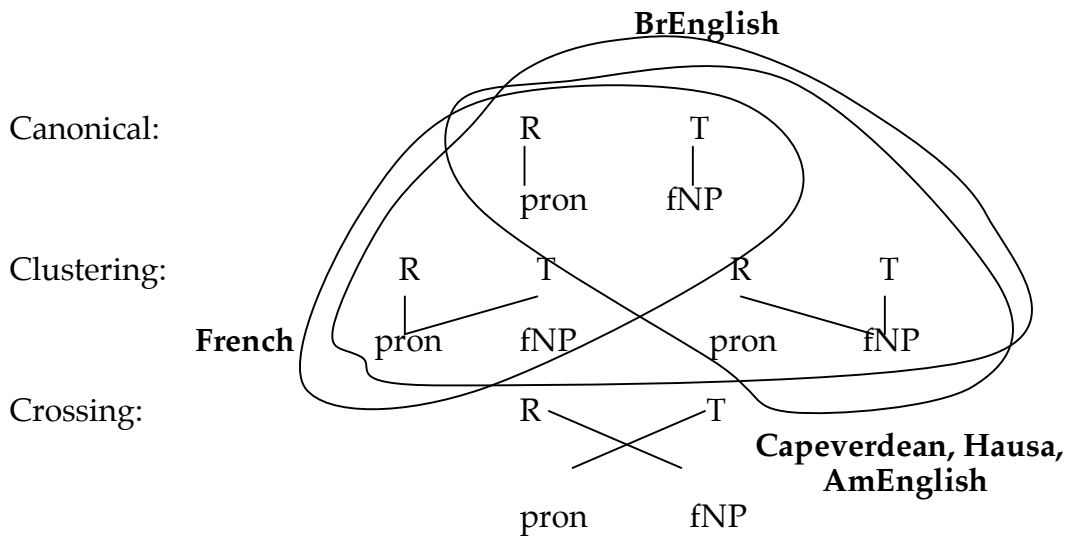 BrEnglish
Canonical: R T
pron fNP
Clustering: R T R T
French pron fNP pron fNP
Crossing: R T
Capeverdean, Hausa,
AmEnglish
pron fNP